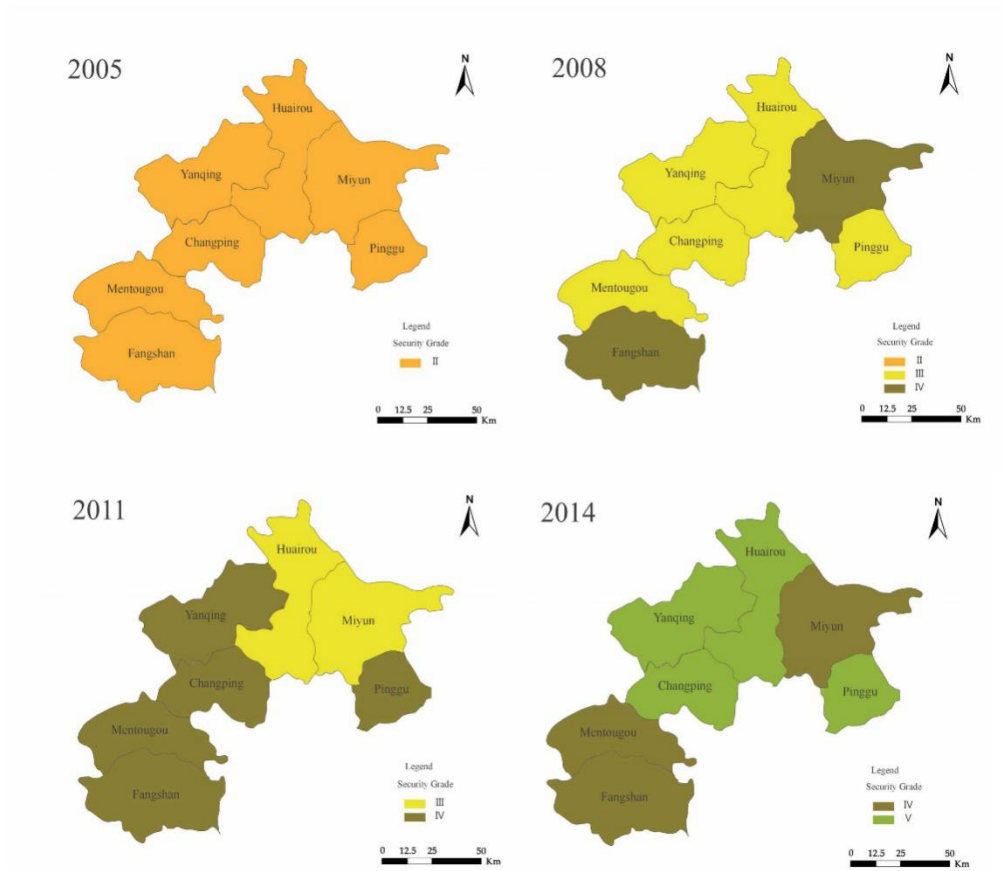 2005
N
Huairou
Yanqing
Miyun
Changping
Pinggu
Mentougou
Fangshan
Legend
Security Grade
II
0 12.5 25 50
Km
2008
N
Huairou
Yanqing
Miyun
Changping
Pinggu
Mentougou
Fangshan
Legend
Security Grade
II
III
IV
0 12.5 25 50
Km
2011
N
Huairou
Yanqing
Miyun
Changping
Pinggu
Mentougou
Fangshan
Legend
Security Grade
III
IV
0 12.5 25 50
Km
2014
N
Huairou
Yanqing
Miyun
Changping
Pinggu
Mentougou
Fangshan
Legend
Security Grade
IV
V
0 12.5 25 50
Km